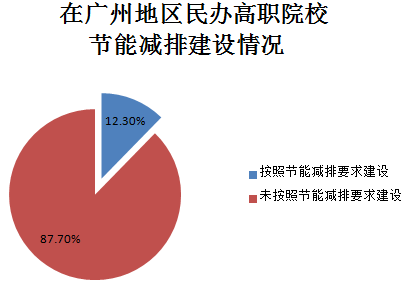 在广州地区民办高职院校
节能减排建设情况
12.30%
87.70%
按照节能减排要求建设
未按照节能减排要求建设